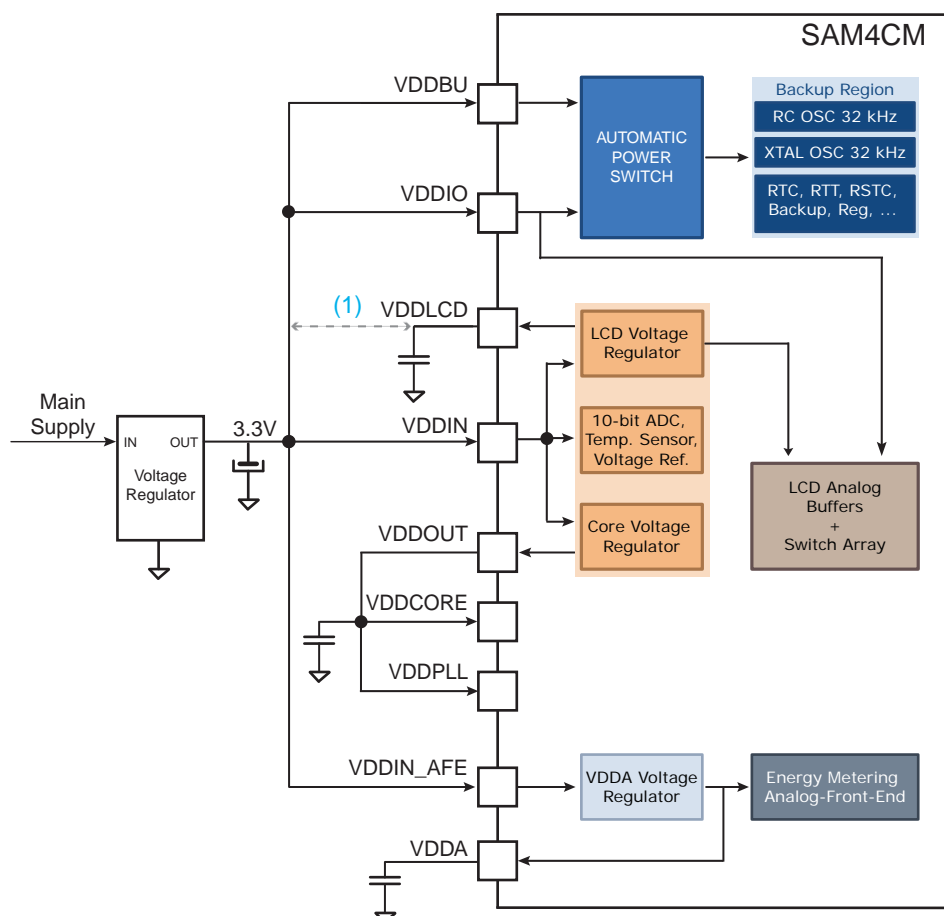 SAM4CM
VDDBU
AUTOMATIC
POWER
SWITCH
Backup Region
RC OSC 32 kHz
XTAL OSC 32 kHz
RTC, RTT, RSTC,
Backup, Reg, ...
VDDIO
(1)
VDDLCD
LCD Voltage
Regulator
Main
Supply
IN
OUT
Voltage
Regulator
3.3V
VDDIN
10-bit ADC,
Temp. Sensor,
Voltage Ref.
LCD Analog
Buffers
+
Switch Array
VDDOUT
Core Voltage
Regulator
VDDCORE
VDDPLL
VDDIN_AFE
VDDA Voltage
Regulator
Energy Metering
Analog-Front-End
VDDA